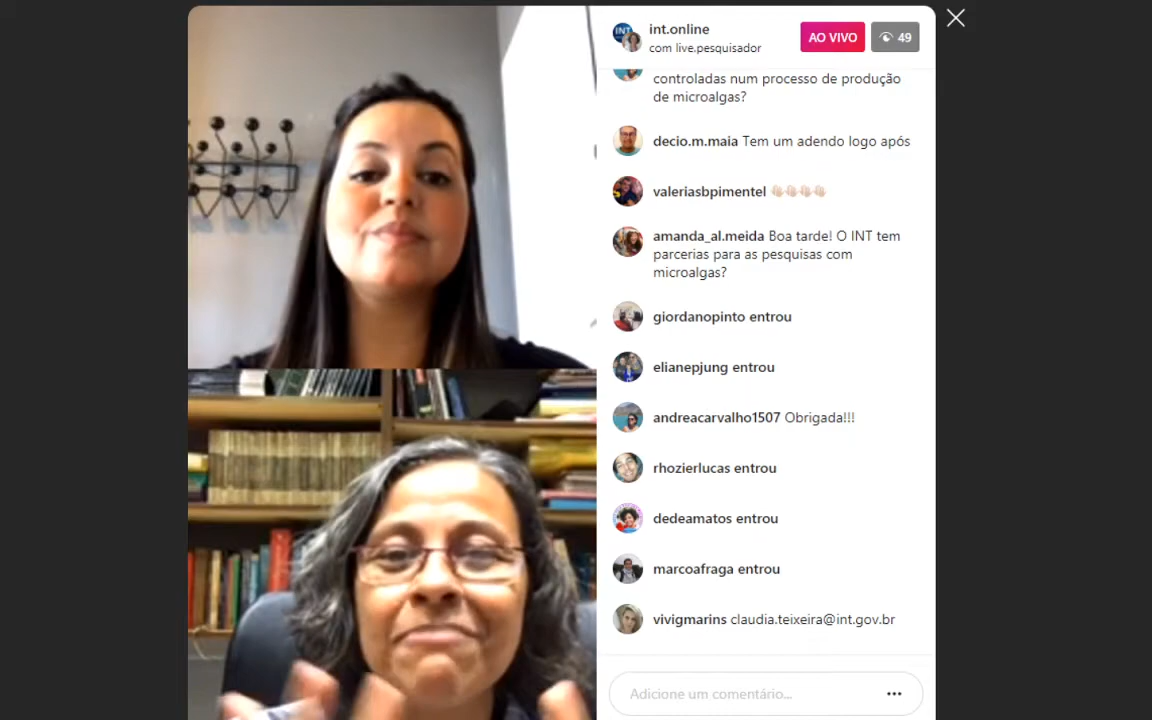 INT
int.online
com live.pesquisador
AO VIVO
49
controladas num processo de produção
de microalgas?
decio.m.maia Tem um adendo logo após
valeriasbpimentel 👏🏻👏🏻👏🏻👏🏻
amanda_al.meida Boa tarde! O INT tem
parcerias para as pesquisas com
microalgas?
giordanopinto entrou
elianepjung entrou
andreacarvalho1507 Obrigada!!!
rhozierlucas entrou
dedeamatos entrou
marcoafraga entrou
vivigmarins claudia.teixeira@int.gov.br
Adicione um comentário...